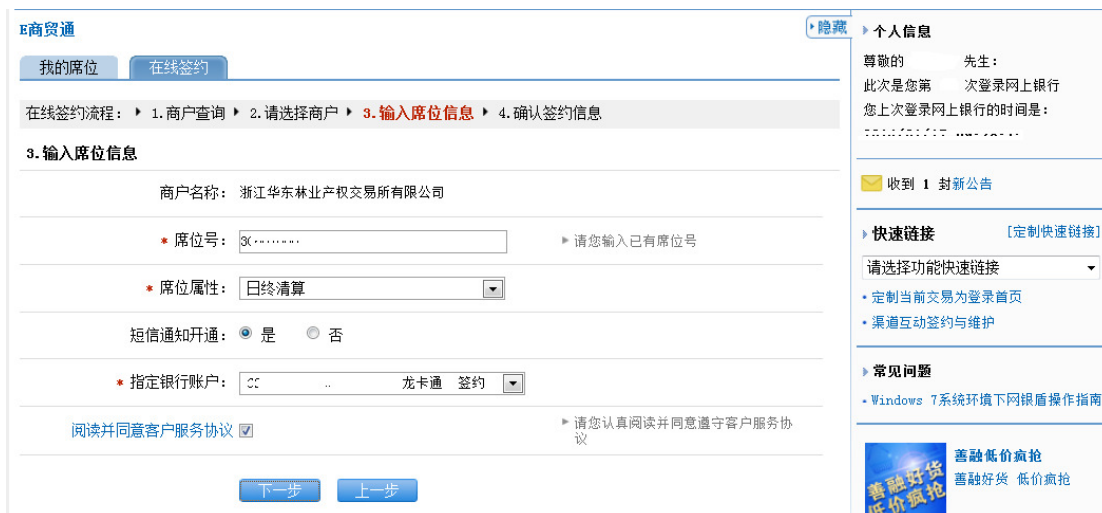 E商贸通
隐藏
我的席位 在线签约
在线签约流程： 1.商户查询 2.请选择商户 3.输入席位信息 4.确认签约信息
3.输入席位信息
商户名称： 浙江华东林业产权交易所有限公司
* 席位号： 请您输入已有席位号
* 席位属性： 日终清算
短信通知开通： 是 否
* 指定银行账户： 龙卡通 签约
阅读并同意客户服务协议 请您认真阅读并同意遵守客户服务协
议
下一步 上一步
个人信息
尊敬的 先生：
此次是您第 次登录网上银行
您上次登录网上银行的时间是：
收到 1 封新公告
快速链接 [定制快速链接]
请选择功能快速链接
• 定制当前交易为登录首页
• 渠道互动签约与维护
常见问题
• Windows 7系统环境下网银盾操作指南
善融好货
低价疯抢
善融低价疯抢
善融好货 低价疯抢